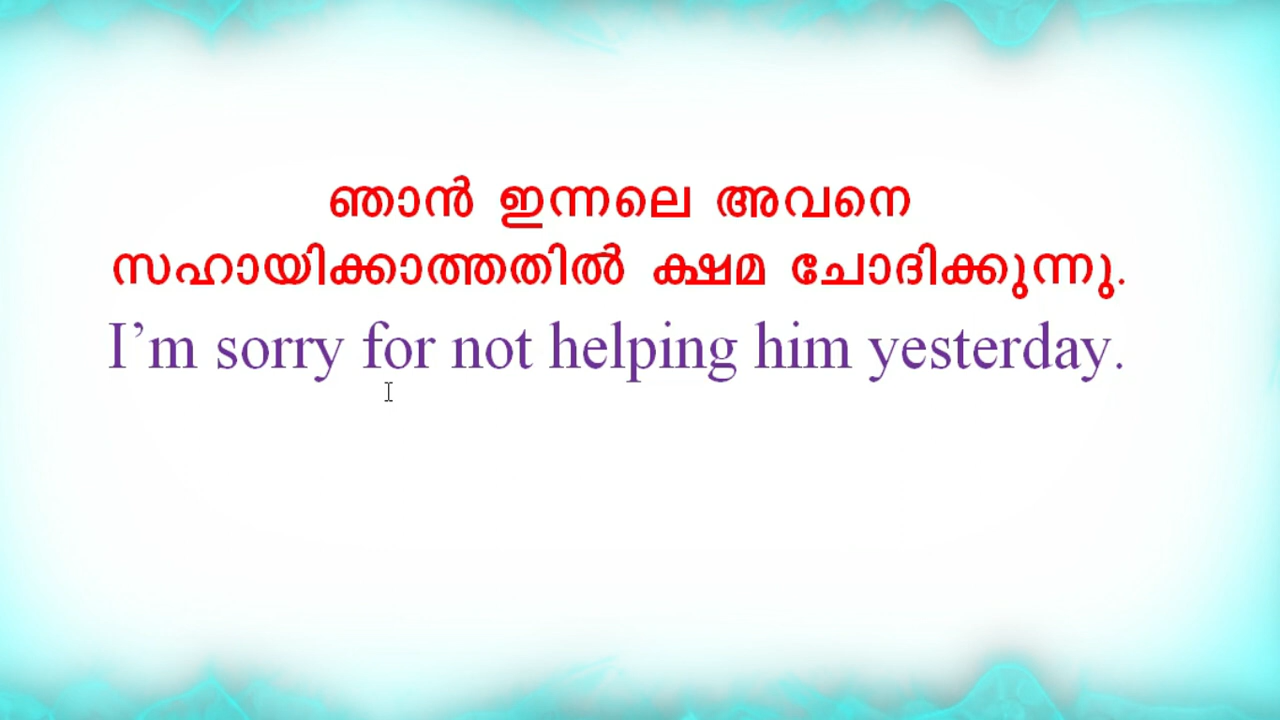 ഞാൻ ഇന്നലെ അവനെ
സഹായിക്കാത്തതിൽ ക്ഷമ ചോദിക്കുന്നു.
I’m sorry for not helping him yesterday.